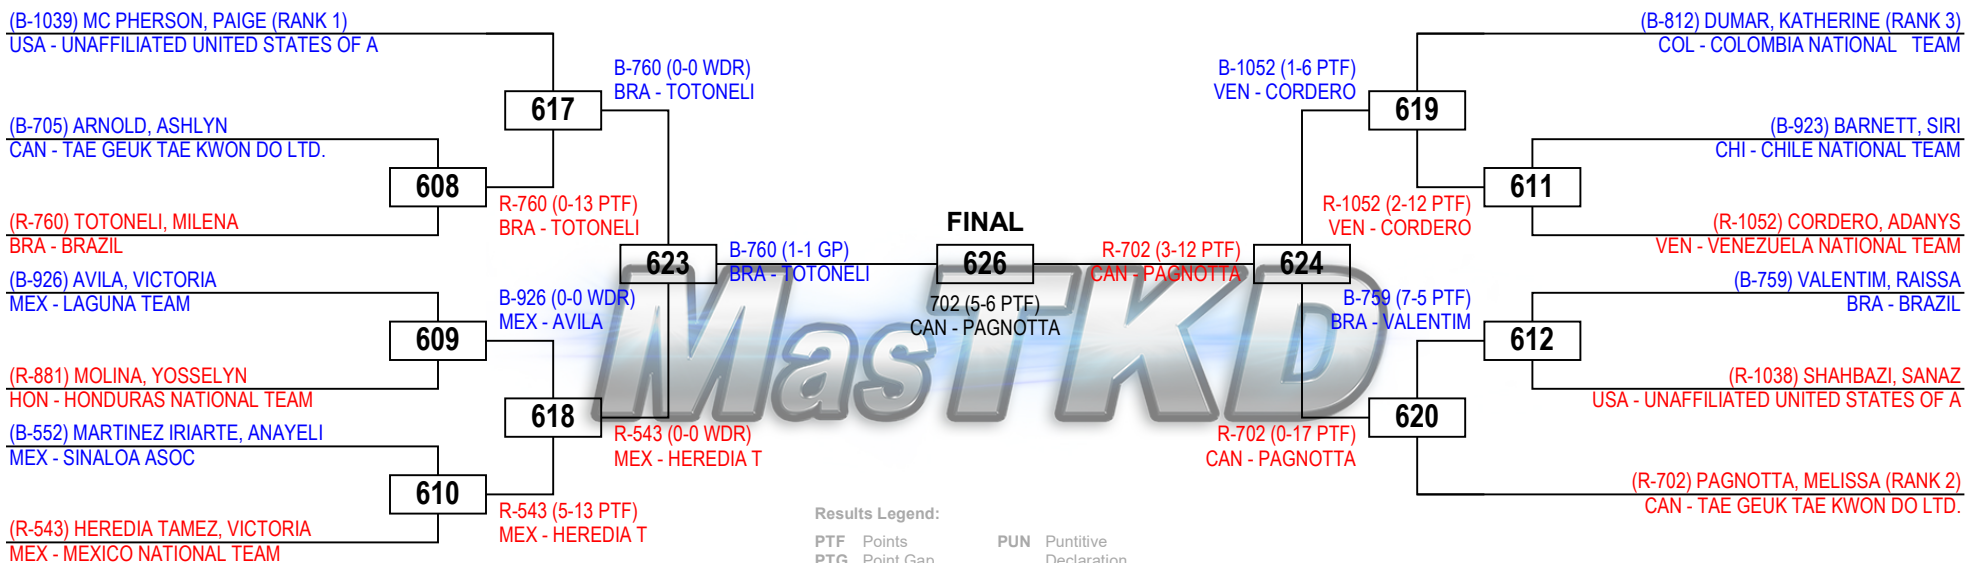 (B-1039) MC PHERSON, PAIGE (RANK 1)
USA - UNAFFILIATED UNITED STATES OF A
(B-812) DUMAR, KATHERINE (RANK 3)
COL - COLOMBIA NATIONAL TEAM
B-760 (0-0 WDR)
BRA - TOTONELI
B-1052 (1-6 PTF)
VEN - CORDERO
617
619
(B-705) ARNOLD, ASHLYN
CAN - TAE GEUK TAE KWON DO LTD.
(B-923) BARNETT, SIRI
CHI - CHILE NATIONAL TEAM
608
611
R-760 (0-13 PTF)
BRA - TOTONELI
R-1052 (2-12 PTF)
VEN - CORDERO
(R-760) TOTONELI, MILENA
BRA - BRAZIL
FINAL
(R-1052) CORDERO, ADANYS
VEN - VENEZUELA NATIONAL TEAM
623
B-760 (1-1 GP)
BRA - TOTONELI
626
R-702 (3-12 PTF)
CAN - PAGNOTTA
624
(B-926) AVILA, VICTORIA
MEX - LAGUNA TEAM
B-926 (0-0 WDR)
MEX - AVILA
702 (5-6 PTF)
CAN - PAGNOTTA
B-759 (7-5 PTF)
BRA - VALENTIM
(B-759) VALENTIM, RAISSA
BRA - BRAZIL
609
612
MasTKD
(R-881) MOLINA, YOSSELYN
HON - HONDURAS NATIONAL TEAM
(R-1038) SHAHBAZI, SANAZ
USA - UNAFFILIATED UNITED STATES OF A
618
620
(B-552) MARTINEZ IRIARTE, ANAYELI
MEX - SINALOA ASOC
R-543 (0-0 WDR)
MEX - HEREDIA T
R-702 (0-17 PTF)
CAN - PAGNOTTA
610
(R-702) PAGNOTTA, MELISSA (RANK 2)
CAN - TAE GEUK TAE KWON DO LTD.
R-543 (5-13 PTF)
MEX - HEREDIA T
(R-543) HEREDIA TAMEZ, VICTORIA
MEX - MEXICO NATIONAL TEAM
Results Legend:
PTF Points PUN Puntitive
PTG Point Gap Declaration